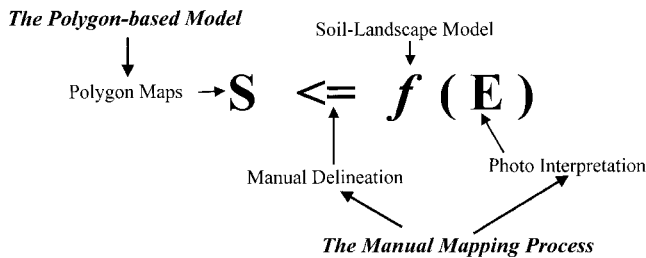 The Polygon-based Model
Soil-Landscape Model
Polygon Maps
S <= f ( E )
Manual Delineation
Photo Interpretation
The Manual Mapping Process